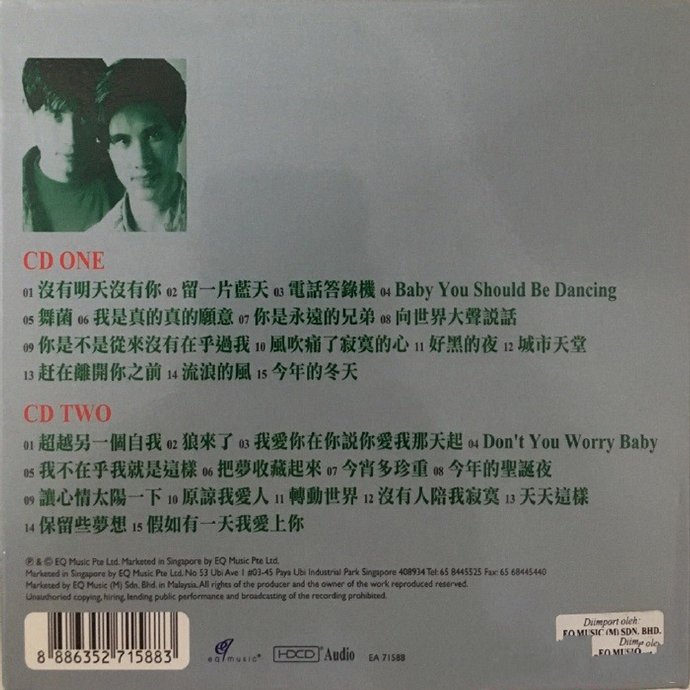 CD ONE
01 沒有明天沒有你 02 留一片藍天 03 電話答錄機 04 Baby You Should Be Dancing
05 舞菌 06 我是真的真的願意 07 你是永遠的兄弟 08 向世界大聲説話
09 你是不是從來沒有在乎過我 10 風吹痛了寂寞的心 11 好黑的夜 12 城市天堂
13 赶在離開你之前 14 流浪的風 15 今年的冬天
CD TWO
01 超越另一個自我 02 狼來了 03 我愛你在你説你愛我那天起 04 Don't You Worry Baby
05 我不在乎我就是這樣 06 把夢收藏起來 07 今宵多珍重 08 今年的聖誕夜
09 讓心情太陽一下 10 原諒我愛人 11 轉動世界 12 沒有人陪我寂寞 13 天天這樣
14 保留些夢想 15 假如有一天我愛上你
℗ & © EQ Music Pte Ltd. Marketed in Singapore by EQ Music Pte Ltd.
Marketed in Singapore by EQ Music Pte Ltd. No 53 Ubi Ave 1 #03-45 Paya Ubi Industrial Park Singapore 408934 Tel: 65 8445525 Fax: 65 68445440
Marketed by EQ Music (M) Sdn. Bhd. in Malaysia. All rights of the producer and the owner of the work reproduced reserved.
Unauthoried copying, hiring, lending public performance and broadcasting of the recording prohibited.
8 886352 715883
eq music
HDCD Audio
EA 71588
Diimport oleh:
EQ MUSIC (M) SDN. BHD.
Diimport oleh:
EQ MUSIC